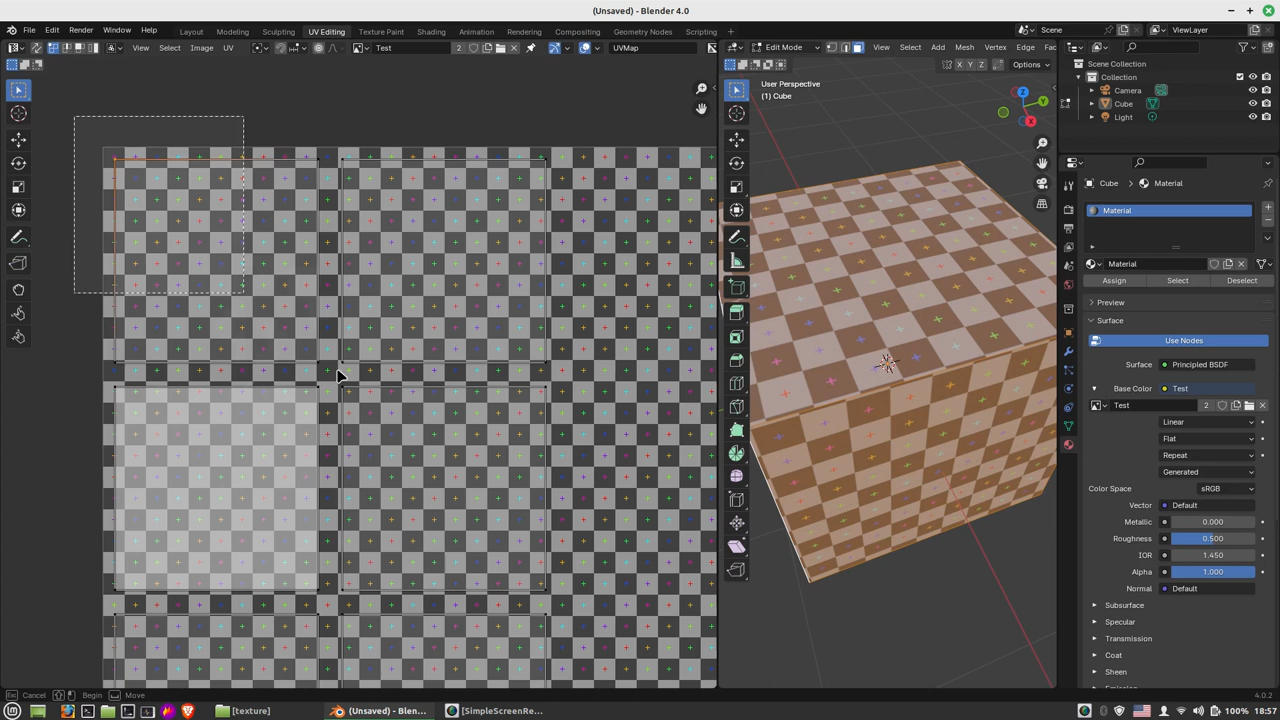 (Unsaved) - Blender 4.0
File Edit Render Window Help Layout Modeling Sculpting UV Editing Texture Paint Shading Animation Rendering Compositing Geometry Nodes Scripting Scene ViewLayer
View Select Image UV Test 2 UVMap
Edit Mode View Select Add Mesh Vertex Edge Fac
X Y Z Options
User Perspective
(1) Cube
Z
Y
X
Scene Collection
Collection
Camera
Cube
Light
Cube Material
Material
Material
Assign Select Deselect
Preview
Surface
Use Nodes
Surface: Principled BSDF
Base Color Test
Test 2
Linear
Flat
Repeat
Generated
Color Space sRGB
Vector Default
Metallic 0.000
Roughness 0.500
IOR 1.450
Alpha 1.000
Normal Default
Subsurface
Specular
Transmission
Coat
Sheen
Cancel Begin Move 4.0.2
[texture] (Unsaved) - Blen... [SimpleScreenRe... 100% 18:57